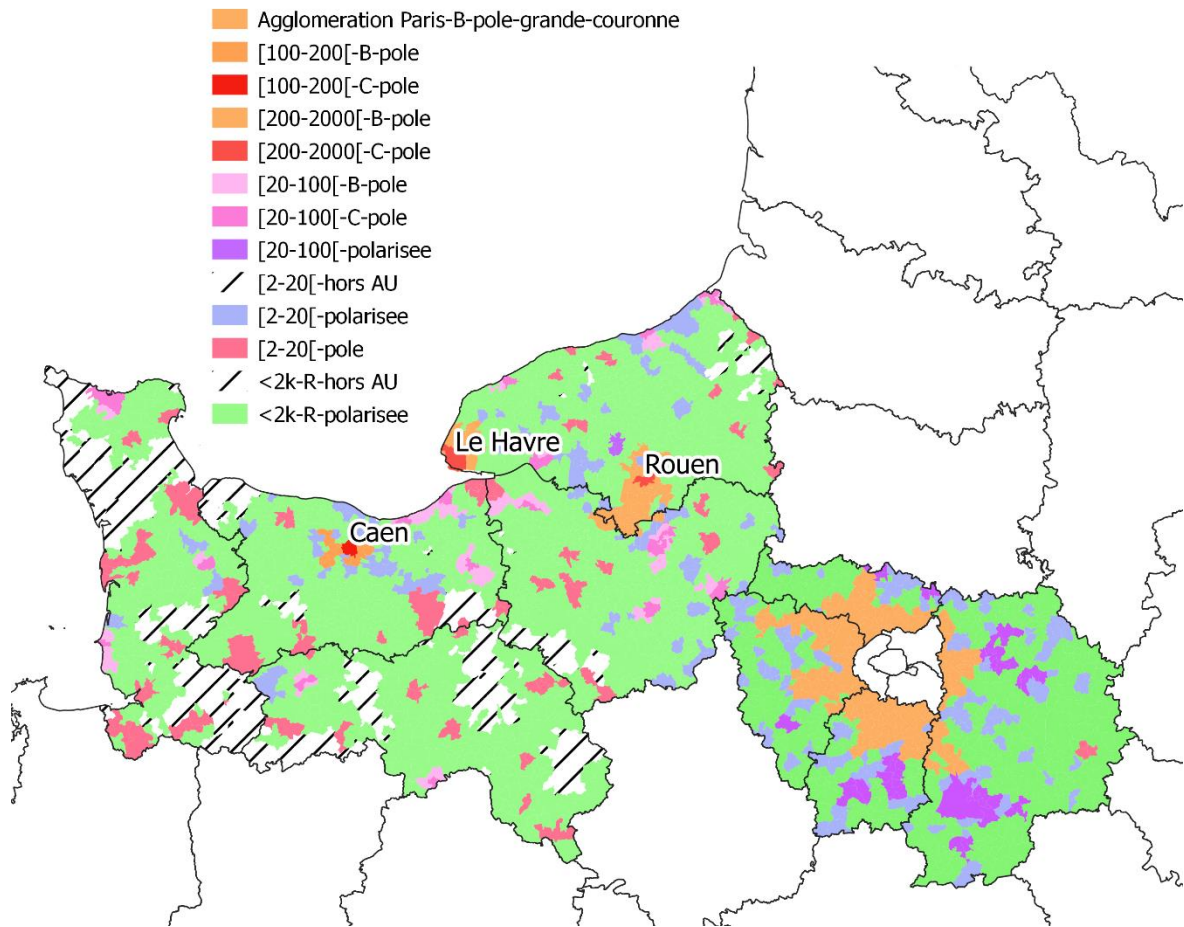 Agglomeration Paris-B-pole-grande-couronne
[100-200[-B-pole
[100-200[-C-pole
[200-2000[-B-pole
[200-2000[-C-pole
[20-100[-B-pole
[20-100[-C-pole
[20-100[-polarisee
[2-20[-hors AU
[2-20[-polarisee
[2-20[-pole
<2k-R-hors AU
<2k-R-polarisee
Le Havre
Rouen
Caen